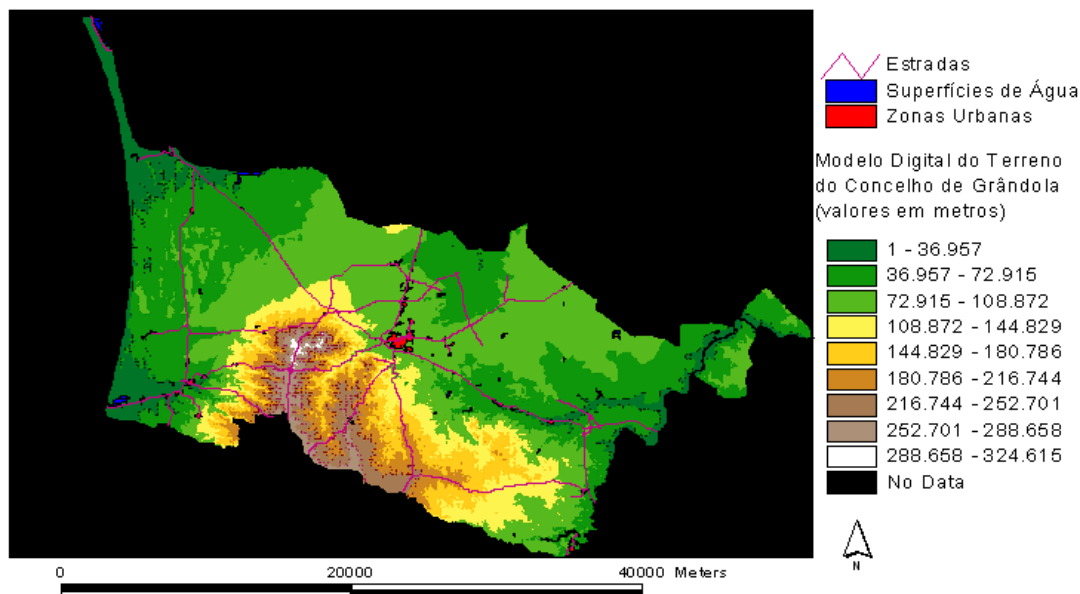 Estradas
Superfícies de Água
Zonas Urbanas
Modelo Digital do Terreno
do Concelho de Grândola
(valores em metros)
1 - 36.957
36.957 - 72.915
72.915 - 108.872
108.872 - 144.829
144.829 - 180.786
180.786 - 216.744
216.744 - 252.701
252.701 - 288.658
288.658 - 324.615
No Data
N
0 20000 40000 Meters